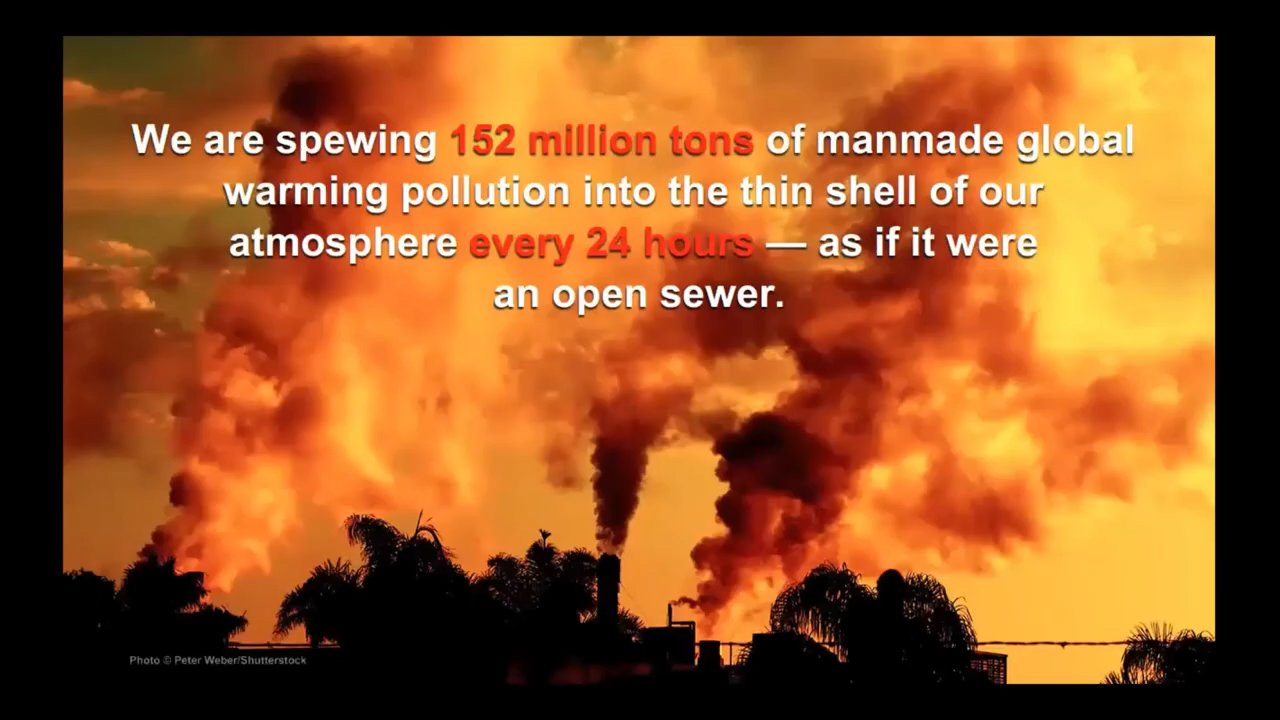 We are spewing 152 million tons of manmade global
warming pollution into the thin shell of our
atmosphere every 24 hours — as if it were
an open sewer.
Photo © Peter Weber/Shutterstock